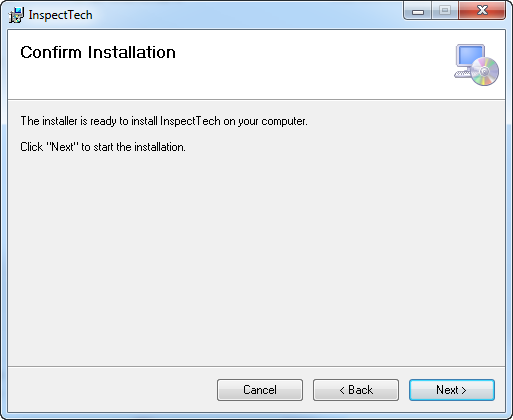 InspectTech
Confirm Installation
The installer is ready to install InspectTech on your computer.
Click "Next" to start the installation.
Cancel
< Back
Next >